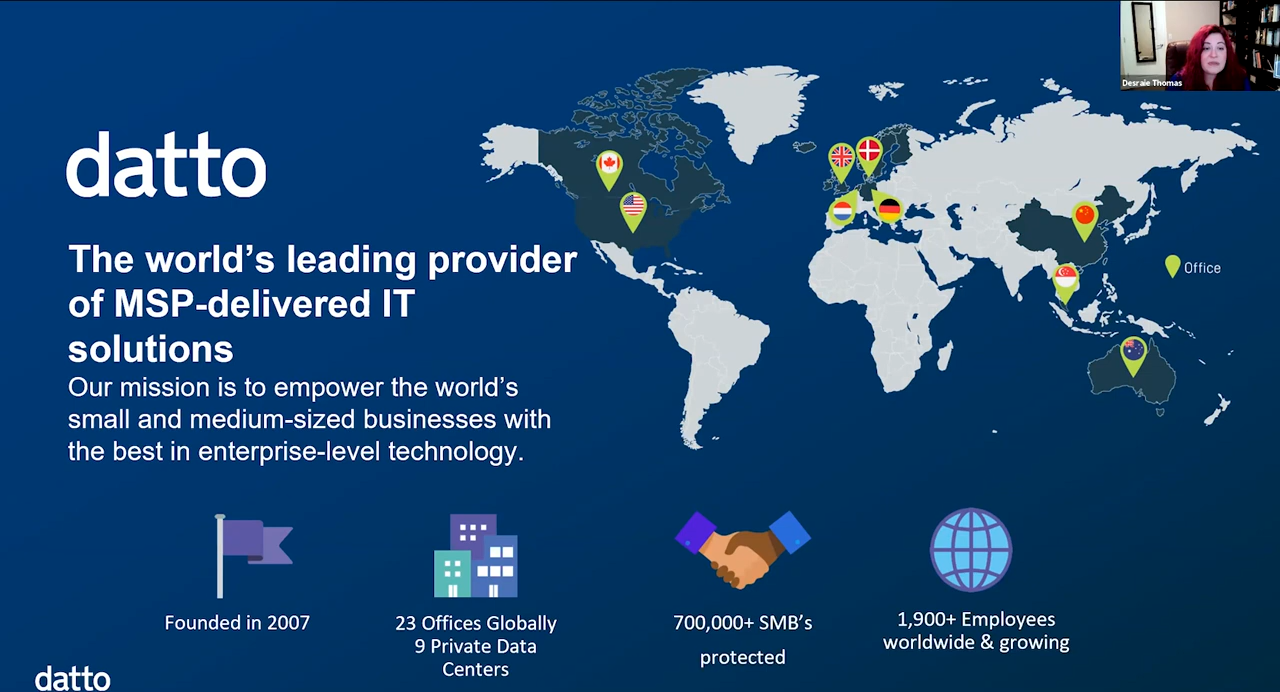 Desraie Thomas
datto
The world's leading provider
of MSP-delivered IT
solutions
Our mission is to empower the world's
small and medium-sized businesses with
the best in enterprise-level technology.
Office
Founded in 2007
23 Offices Globally
9 Private Data
Centers
700,000+ SMB's
protected
1,900+ Employees
worldwide & growing
datto